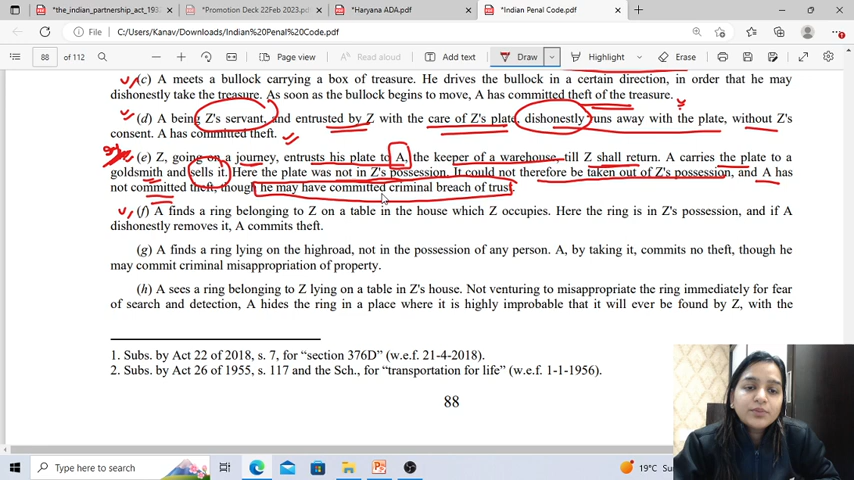 *the_indian_partnership_act_193
*Promotion Deck 22Feb 2023.pdf
*Haryana ADA.pdf
*Indian Penal Code.pdf
File C:/Users/Kanav/Downloads/Indian%20Penal%20Code.pdf
88 of 112 Page view Read aloud Add text Draw Highlight Erase
(c) A meets a bullock carrying a box of treasure. He drives the bullock in a certain direction, in order that he may
dishonestly take the treasure. As soon as the bullock begins to move, A has committed theft of the treasure.
(d) A being Z's servant, and entrusted by Z with the care of Z's plate, dishonestly runs away with the plate, without Z's
consent. A has committed theft.
(e) Z, going on a journey, entrusts his plate to A, the keeper of a warehouse, till Z shall return. A carries the plate to a
goldsmith and sells it. Here the plate was not in Z's possession. It could not therefore be taken out of Z's possession, and A has
not committed theft, though he may have committed criminal breach of trust.
(f) A finds a ring belonging to Z on a table in the house which Z occupies. Here the ring is in Z's possession, and if A
dishonestly removes it, A commits theft.
(g) A finds a ring lying on the highroad, not in the possession of any person. A, by taking it, commits no theft, though he
may commit criminal misappropriation of property.
(h) A sees a ring belonging to Z lying on a table in Z's house. Not venturing to misappropriate the ring immediately for fear
of search and detection, A hides the ring in a place where it is highly improbable that it will ever be found by Z, with the
1. Subs. by Act 22 of 2018, s. 7, for "section 376D" (w.e.f. 21-4-2018).
2. Subs. by Act 26 of 1955, s. 117 and the Sch., for "transportation for life" (w.e.f. 1-1-1956).
88
Type here to search
19°C